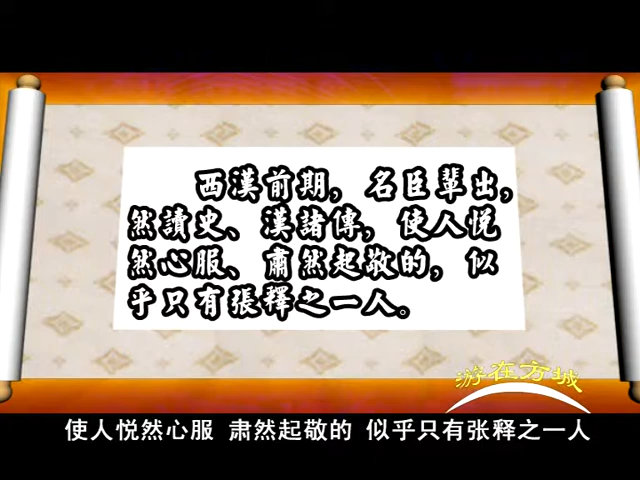 西漢前期，名臣輩出，
然讀史、漢諸傳，使人悅
然心服、肅然起敬的，似
乎只有張釋之一人。
游在方城
使人悦然心服 肃然起敬的 似乎只有张释之一人